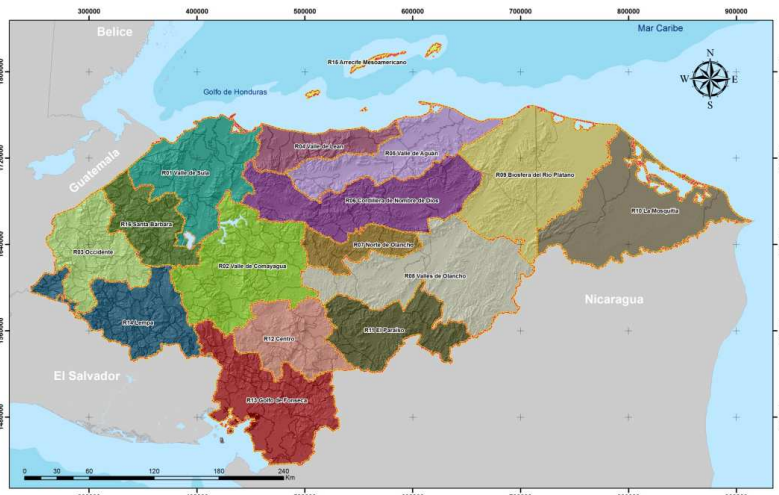 300000 400000 500000 600000 700000 800000 900000
Belice
Mar Caribe
R15 Arrecife Mesoamericano
N
W E
S
Golfo de Honduras
R04 Valle de Lean
R05 Valle de Aguán
Guatemala
R01 Valle de Sula
R09 Biosfera del Rio Platano
R06 Cordillera de Nombre de Dios
R16 Santa Barbara
R10 La Mosquitia
R03 Occidente
R07 Norte de Olancho
R02 Valle de Comayagua
R08 Valles de Olancho
Nicaragua
R14 Lempa
R11 El Paraiso
R12 Centro
El Salvador
R13 Golfo de Fonseca
0 30 60 120 180 240
Km